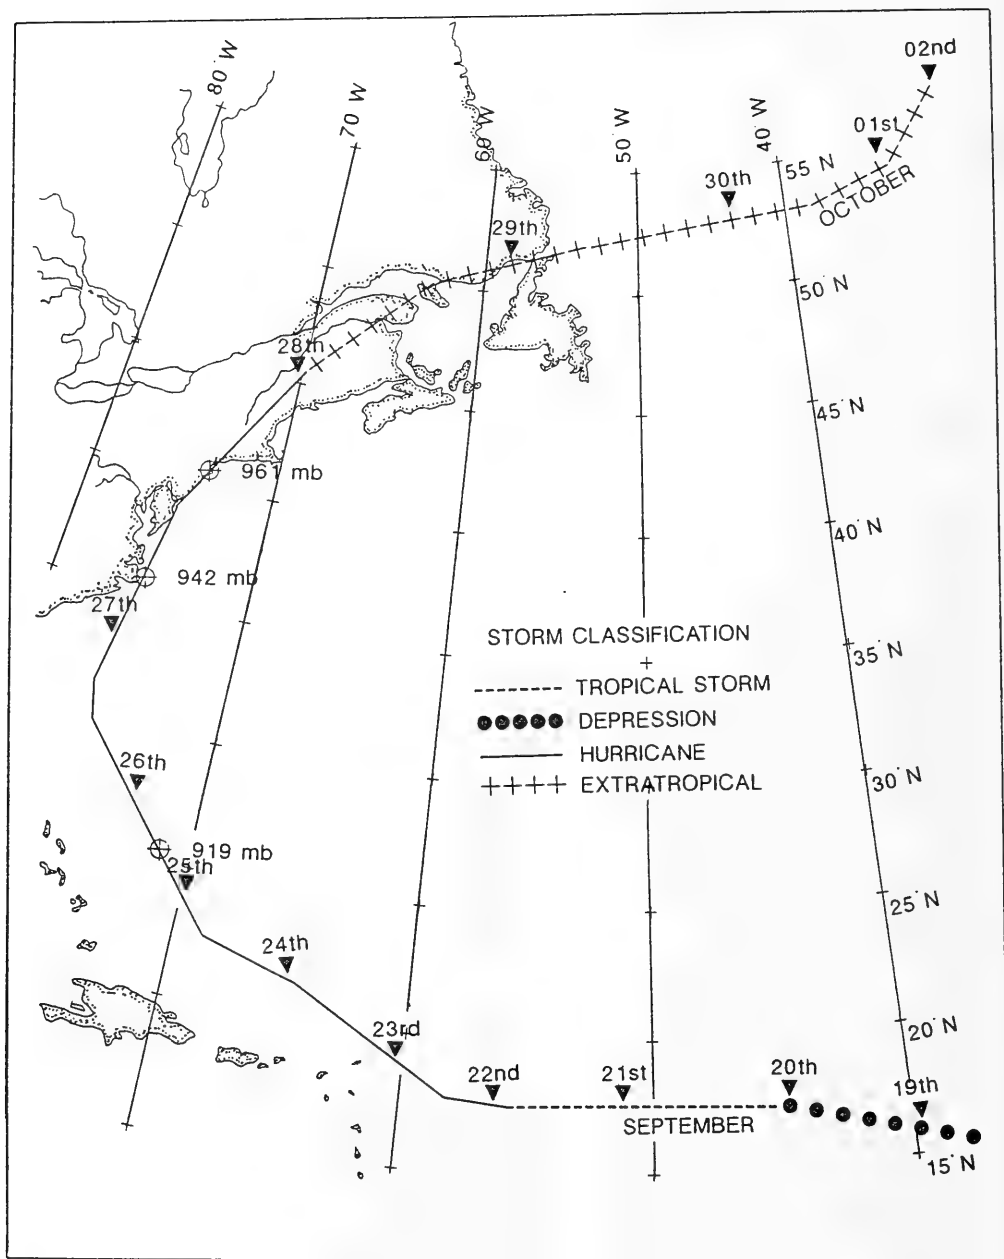 02nd
80° W
70° W
60 W
50 W
40 W
01st
55 N
30th
OCTOBER
29th
50° N
28th
45° N
961 mb
40° N
942 mb
27th
STORM CLASSIFICATION
35° N
TROPICAL STORM
DEPRESSION
26th
HURRICANE
30° N
EXTRATROPICAL
919 mb
25th
25° N
24th
20° N
23rd
22nd
21st
20th
19th
SEPTEMBER
15° N